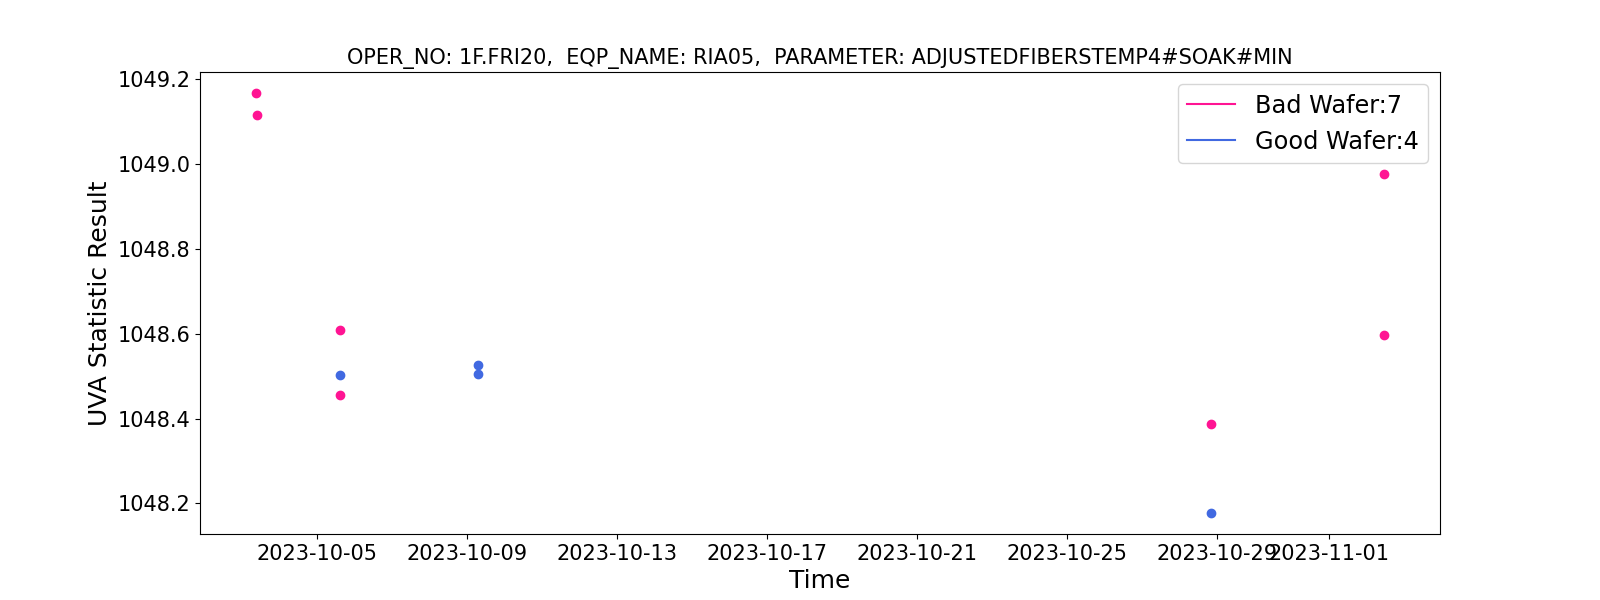 OPER_NO: 1F.FRI20,  EQP_NAME: RIA05,  PARAMETER: ADJUSTEDFIBERSTEMP4#SOAK#MIN
Bad Wafer:7
Good Wafer:4
UVA Statistic Result
1049.2
1049.0
1048.8
1048.6
1048.4
1048.2
2023-10-05 2023-10-09 2023-10-13 2023-10-17 2023-10-21 2023-10-25 2023-10-29 2023-11-01
Time